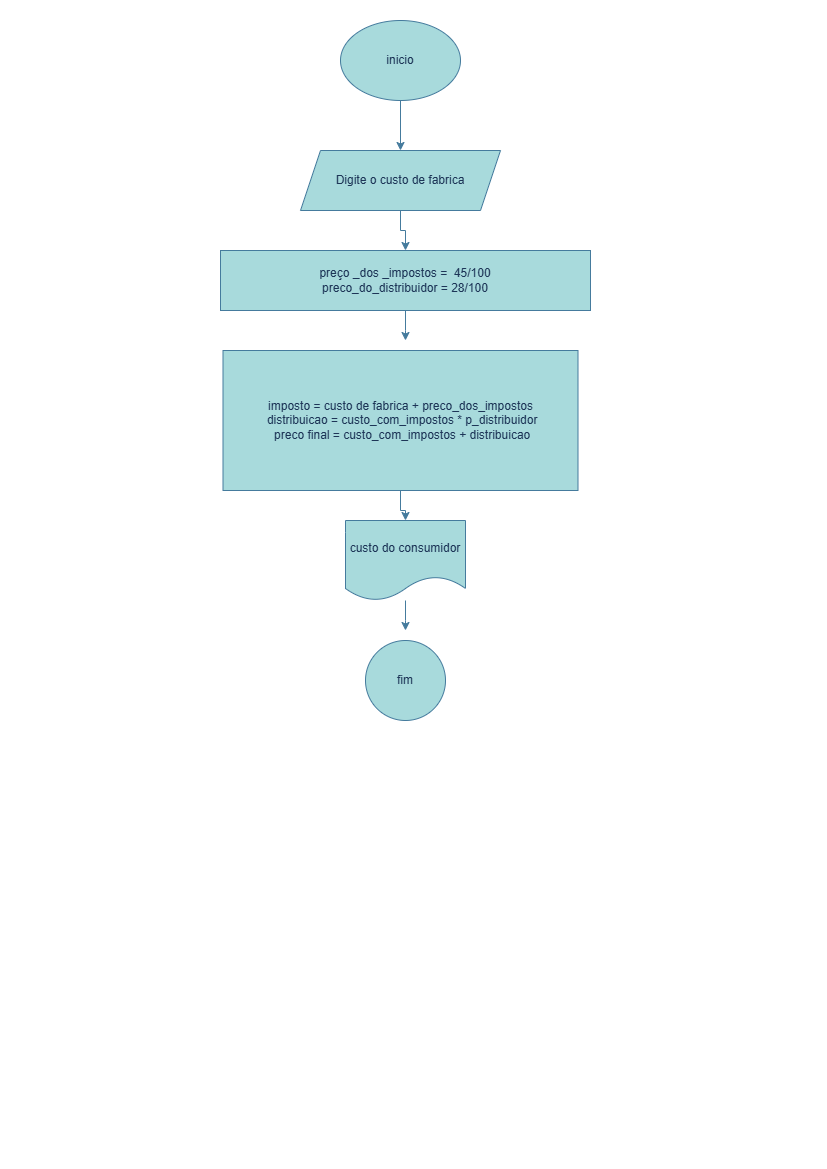 inicio
Digite o custo de fabrica
preço _dos _impostos =  45/100
preco_do_distribuidor = 28/100
imposto = custo de fabrica + preco_dos_impostos
distribuicao = custo_com_impostos * p_distribuidor
preco final = custo_com_impostos + distribuicao
custo do consumidor
fim